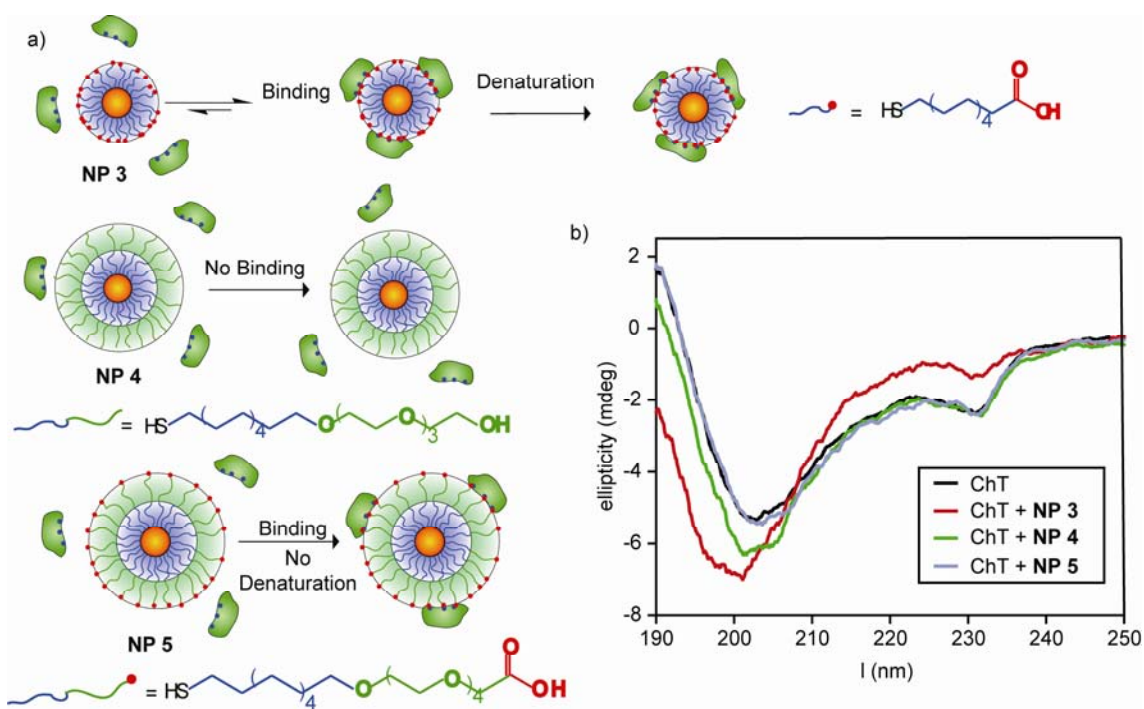 a)
Binding
Denaturation
NP 3
= HS ( )4 O OH
No Binding
NP 4
= HS ( )4 O ( O )3 OH
Binding
No
Denaturation
NP 5
= HS ( )4 O ( O )4 O OH
b)
ellipticity (mdeg)
2
0
-2
-4
-6
-8
ChT
ChT + NP 3
ChT + NP 4
ChT + NP 5
190 200 210 220 230 240 250
l (nm)